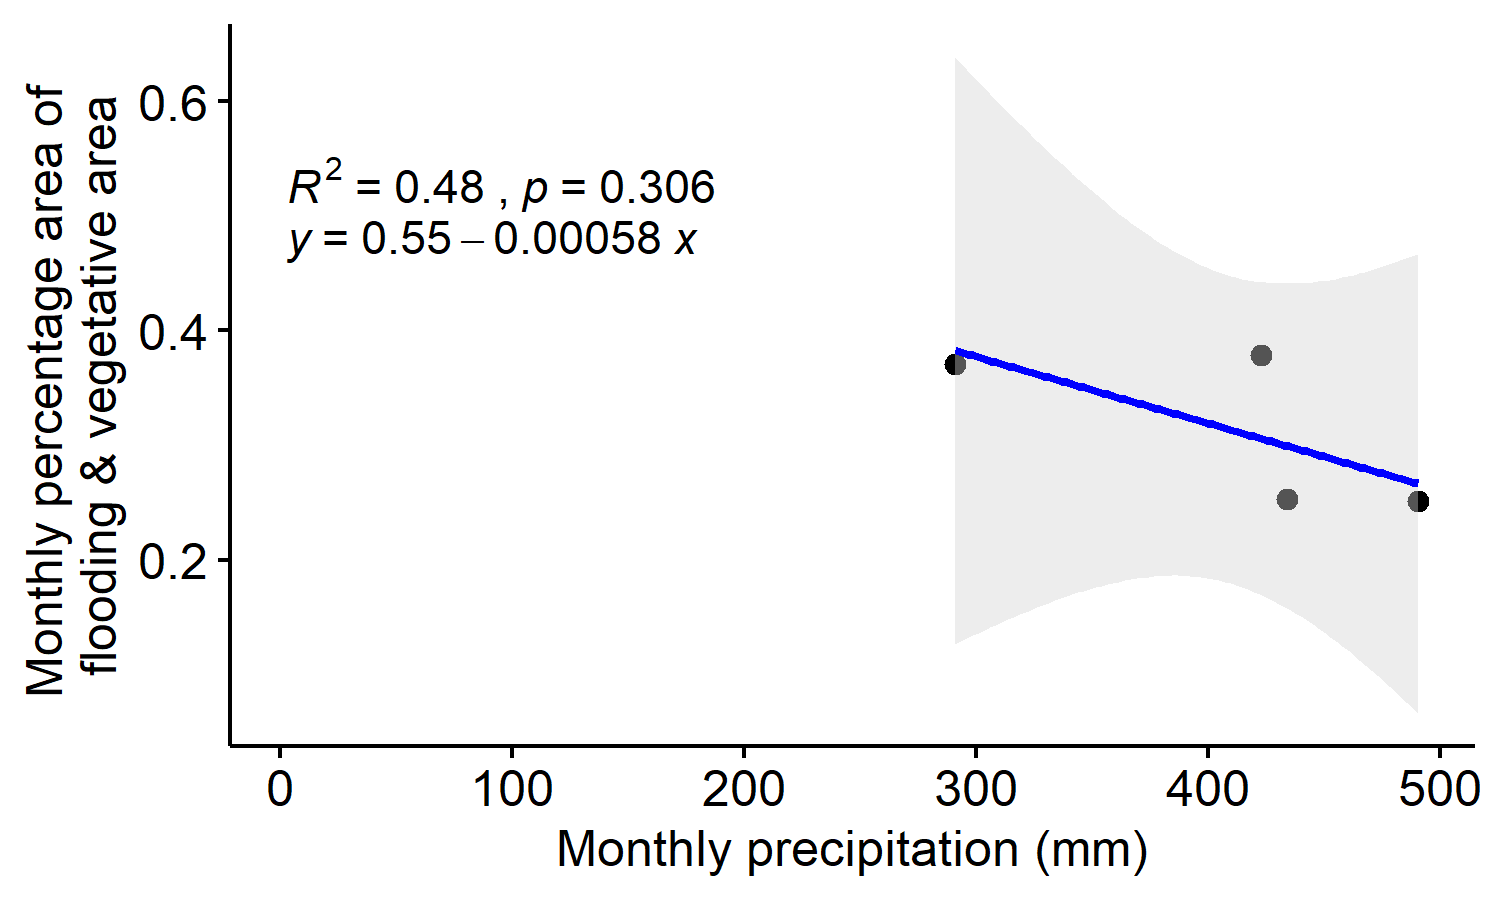 Monthly percentage area of
flooding & vegetative area
0.6
0.4
0.2
R² = 0.48 , p = 0.306
y = 0.55 – 0.00058 x
0 100 200 300 400 500
Monthly precipitation (mm)